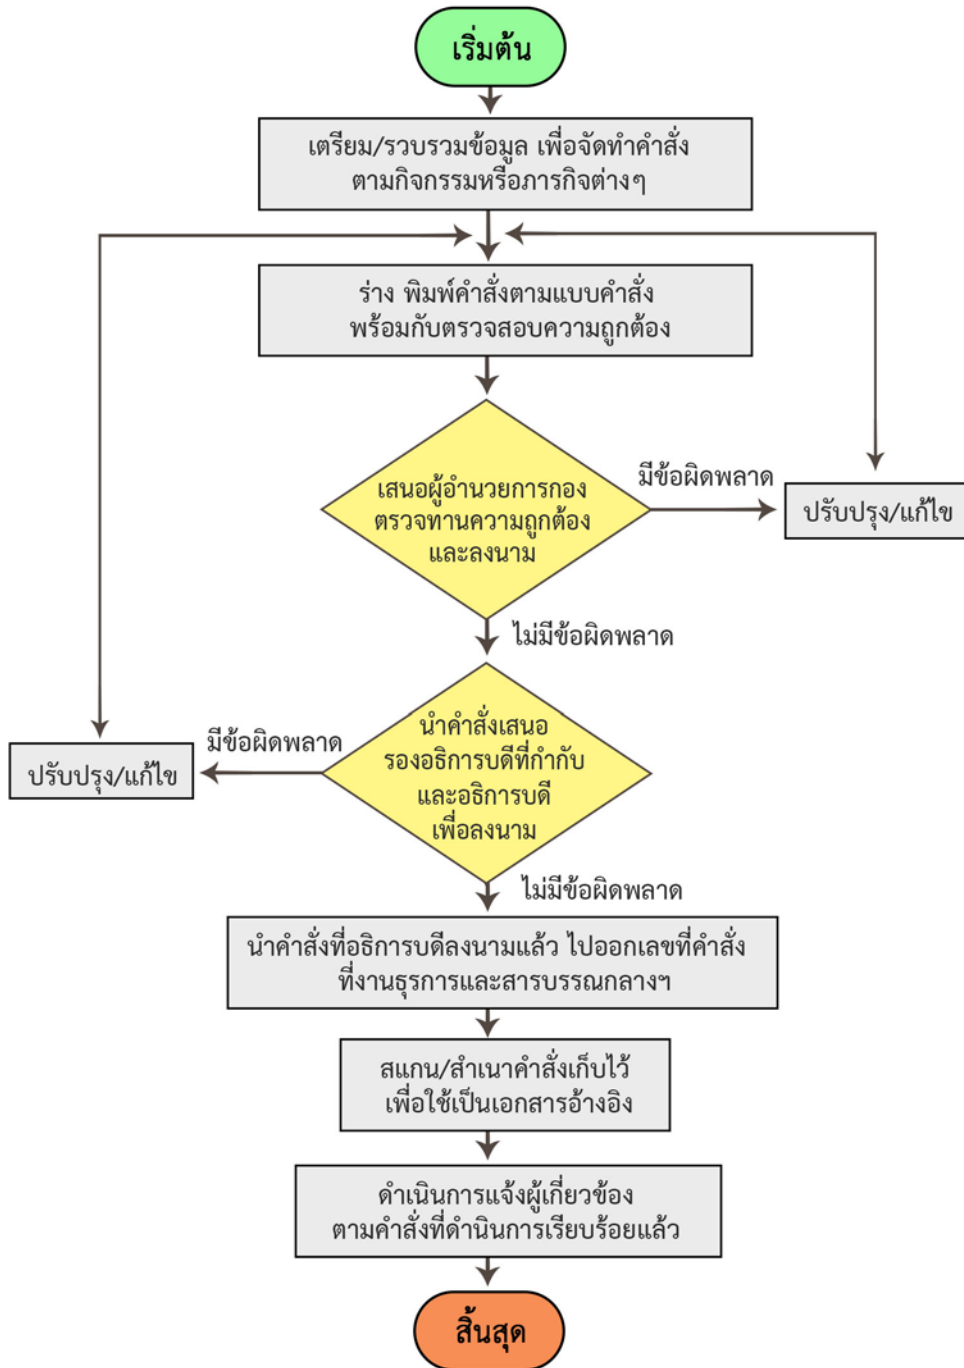 เริ่มต้น
เตรียม/รวบรวมข้อมูล เพื่อจัดทำคำสั่ง
ตามกิจกรรมหรือภารกิจต่างๆ
ร่าง พิมพ์คำสั่งตามแบบคำสั่ง
พร้อมกับตรวจสอบความถูกต้อง
เสนอผู้อำนวยการกอง
ตรวจทานความถูกต้อง
และลงนาม
มีข้อผิดพลาด
ปรับปรุง/แก้ไข
ไม่มีข้อผิดพลาด
นำคำสั่งเสนอ
รองอธิการบดีที่กำกับ
และอธิการบดี
เพื่อลงนาม
มีข้อผิดพลาด
ปรับปรุง/แก้ไข
ไม่มีข้อผิดพลาด
นำคำสั่งที่อธิการบดีลงนามแล้ว ไปออกเลขที่คำสั่ง
ที่งานธุรการและสารบรรณกลางฯ
สแกน/สำเนาคำสั่งเก็บไว้
เพื่อใช้เป็นเอกสารอ้างอิง
ดำเนินการแจ้งผู้เกี่ยวข้อง
ตามคำสั่งที่ดำนินการเรียบร้อยแล้ว
สิ้นสุด